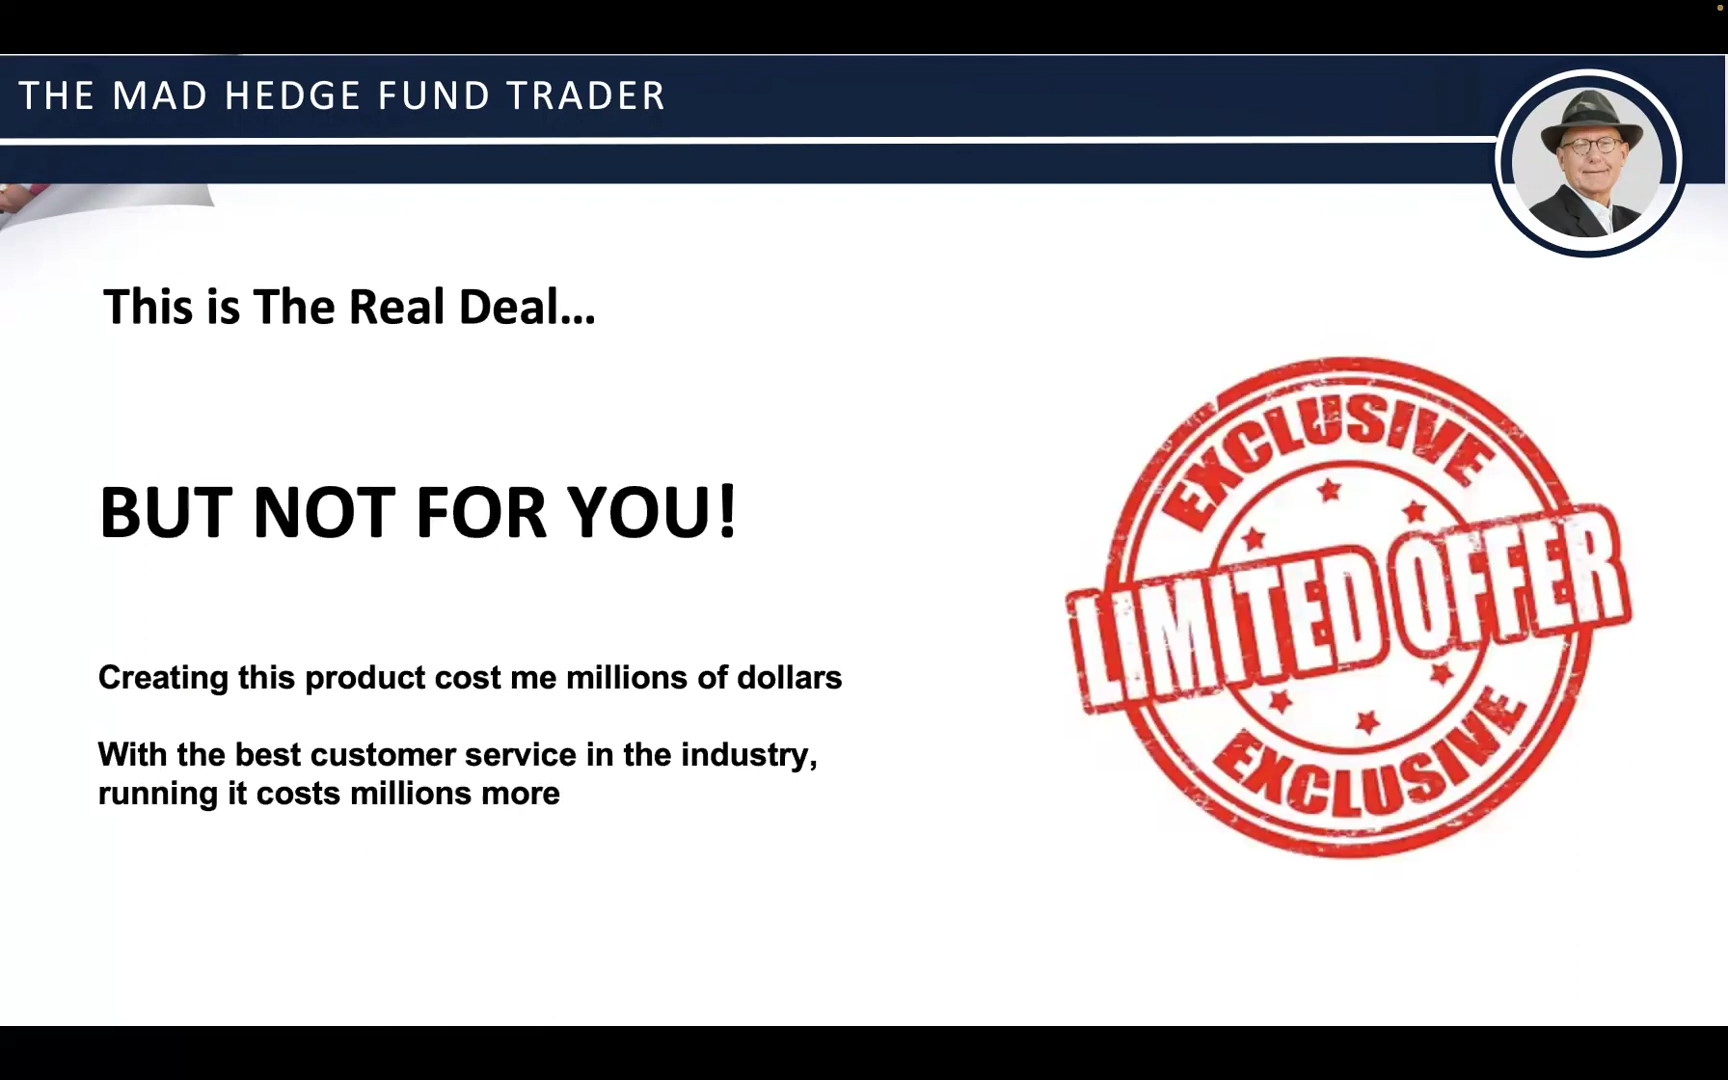 THE MAD HEDGE FUND TRADER
This is The Real Deal...
BUT NOT FOR YOU!
Creating this product cost me millions of dollars
With the best customer service in the industry,
running it costs millions more
EXCLUSIVE
LIMITED OFFER
EXCLUSIVE